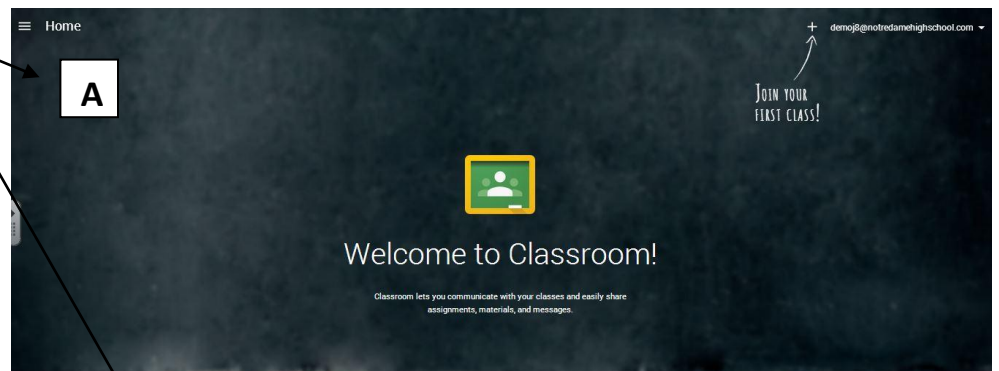 Home
demoj8@notredamehighschool.com
A
JOIN YOUR
FIRST CLASS!
Welcome to Classroom!
Classroom lets you communicate with your classes and easily share
assignments, materials, and messages.